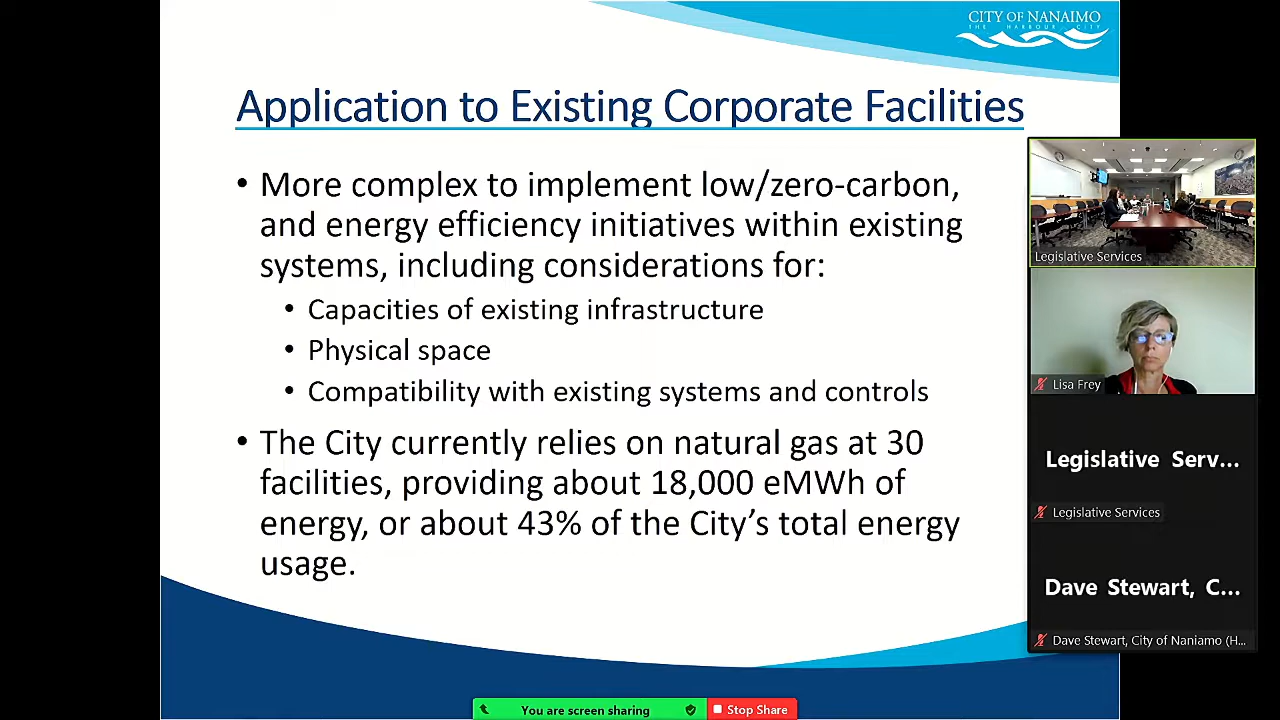 CITY OF NANAIMO
THE HARBOUR CITY
Application to Existing Corporate Facilities
• More complex to implement low/zero-carbon,
and energy efficiency initiatives within existing
systems, including considerations for:
• Capacities of existing infrastructure
• Physical space
• Compatibility with existing systems and controls
• The City currently relies on natural gas at 30
facilities, providing about 18,000 eMWh of
energy, or about 43% of the City’s total energy
usage.
Legislative Services
Lisa Frey
Legislative Serv...
Legislative Services
Dave Stewart, C...
Dave Stewart, City of Naniamo (H...
You are screen sharing
Stop Share